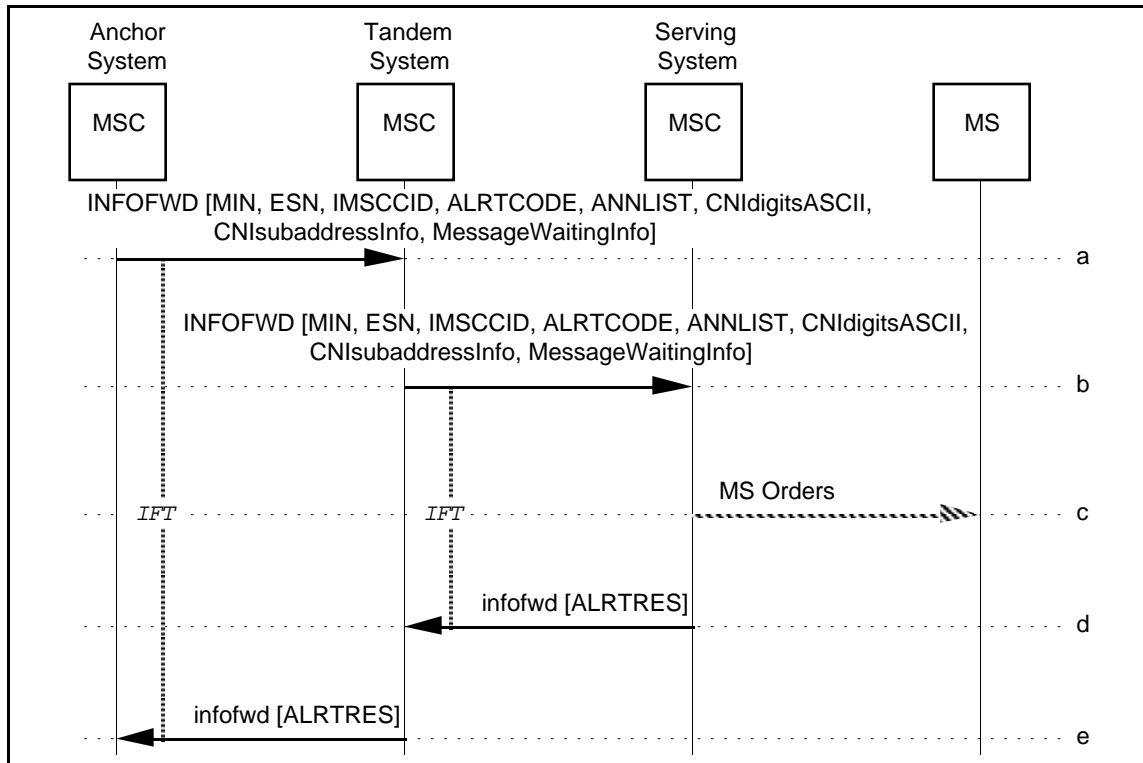 Anchor
System
Tandem
System
Serving
System
MSC
MSC
MSC
MS
INFOFWD [MIN, ESN, IMSCCID, ALRTCODE, ANNLIST, CNIdigitsASCII,
CNIsubaddressInfo, MessageWaitingInfo]
a
INFOFWD [MIN, ESN, IMSCCID, ALRTCODE, ANNLIST, CNIdigitsASCII,
CNIsubaddressInfo, MessageWaitingInfo]
b
MS Orders
IFT
IFT
c
infofwd [ALRTRES]
d
infofwd [ALRTRES]
e